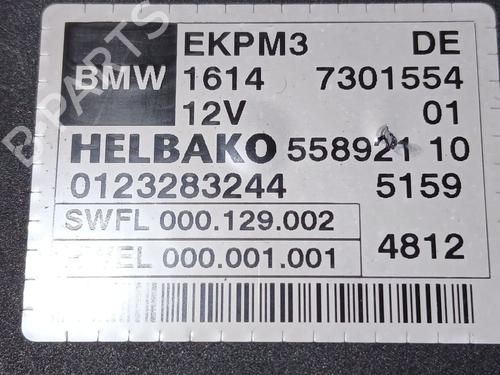 EKPM3 DE
BMW 1614 7301554
12V 01
HELBAKO 558921 10
0123283244 5159
SWFL 000.129.002
000.001.001
4812
B-PARTS